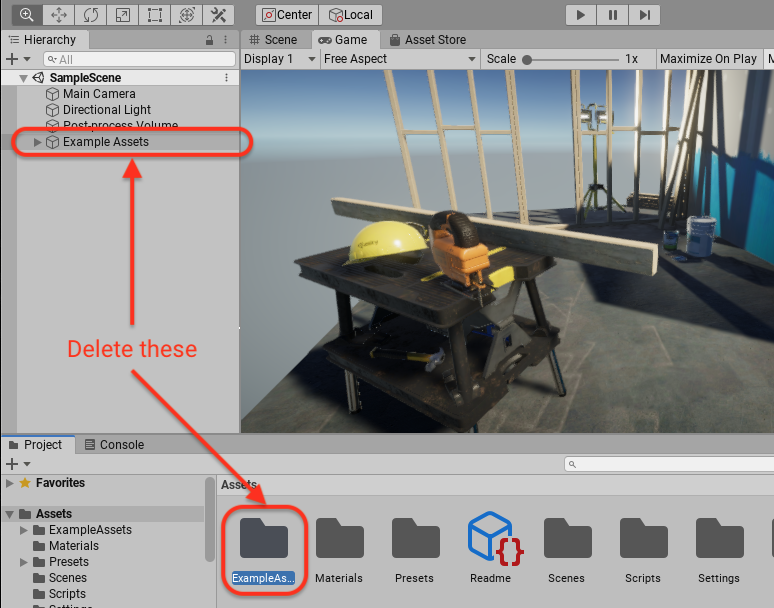 Center
Local
Hierarchy
Scene
Game
Asset Store
All
Display 1
Free Aspect
Scale
1x
Maximize On Play
M
SampleScene
Main Camera
Directional Light
Post-process Volume
Example Assets
Delete these
Project
Console
Favorites
Assets
ExampleAssets
Materials
Presets
Scenes
Scripts
Settings
Assets
ExampleAs...
Materials
Presets
Readme
Scenes
Scripts
Settings